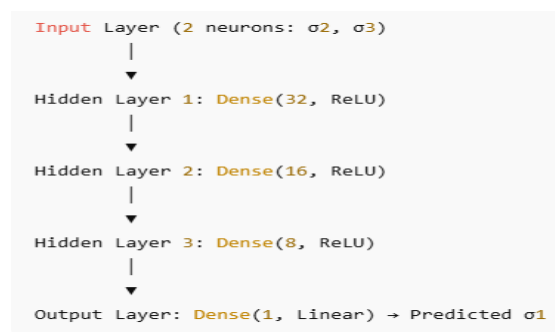 Input Layer (2 neurons: σ2, σ3)
|
▼
Hidden Layer 1: Dense(32, ReLU)
|
▼
Hidden Layer 2: Dense(16, ReLU)
|
▼
Hidden Layer 3: Dense(8, ReLU)
|
▼
Output Layer: Dense(1, Linear) → Predicted σ1